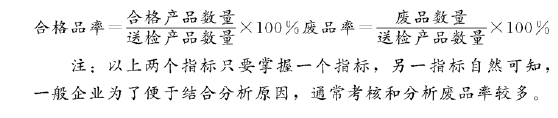 合格品率=合格产品数量/送检产品数量×100%废品率=废品数量/送检产品数量×100%
注：以上两个指标只要掌握一个指标，另一指标自然可知，
一般企业为了便于结合分析原因，通常考核和分析废品率较多。